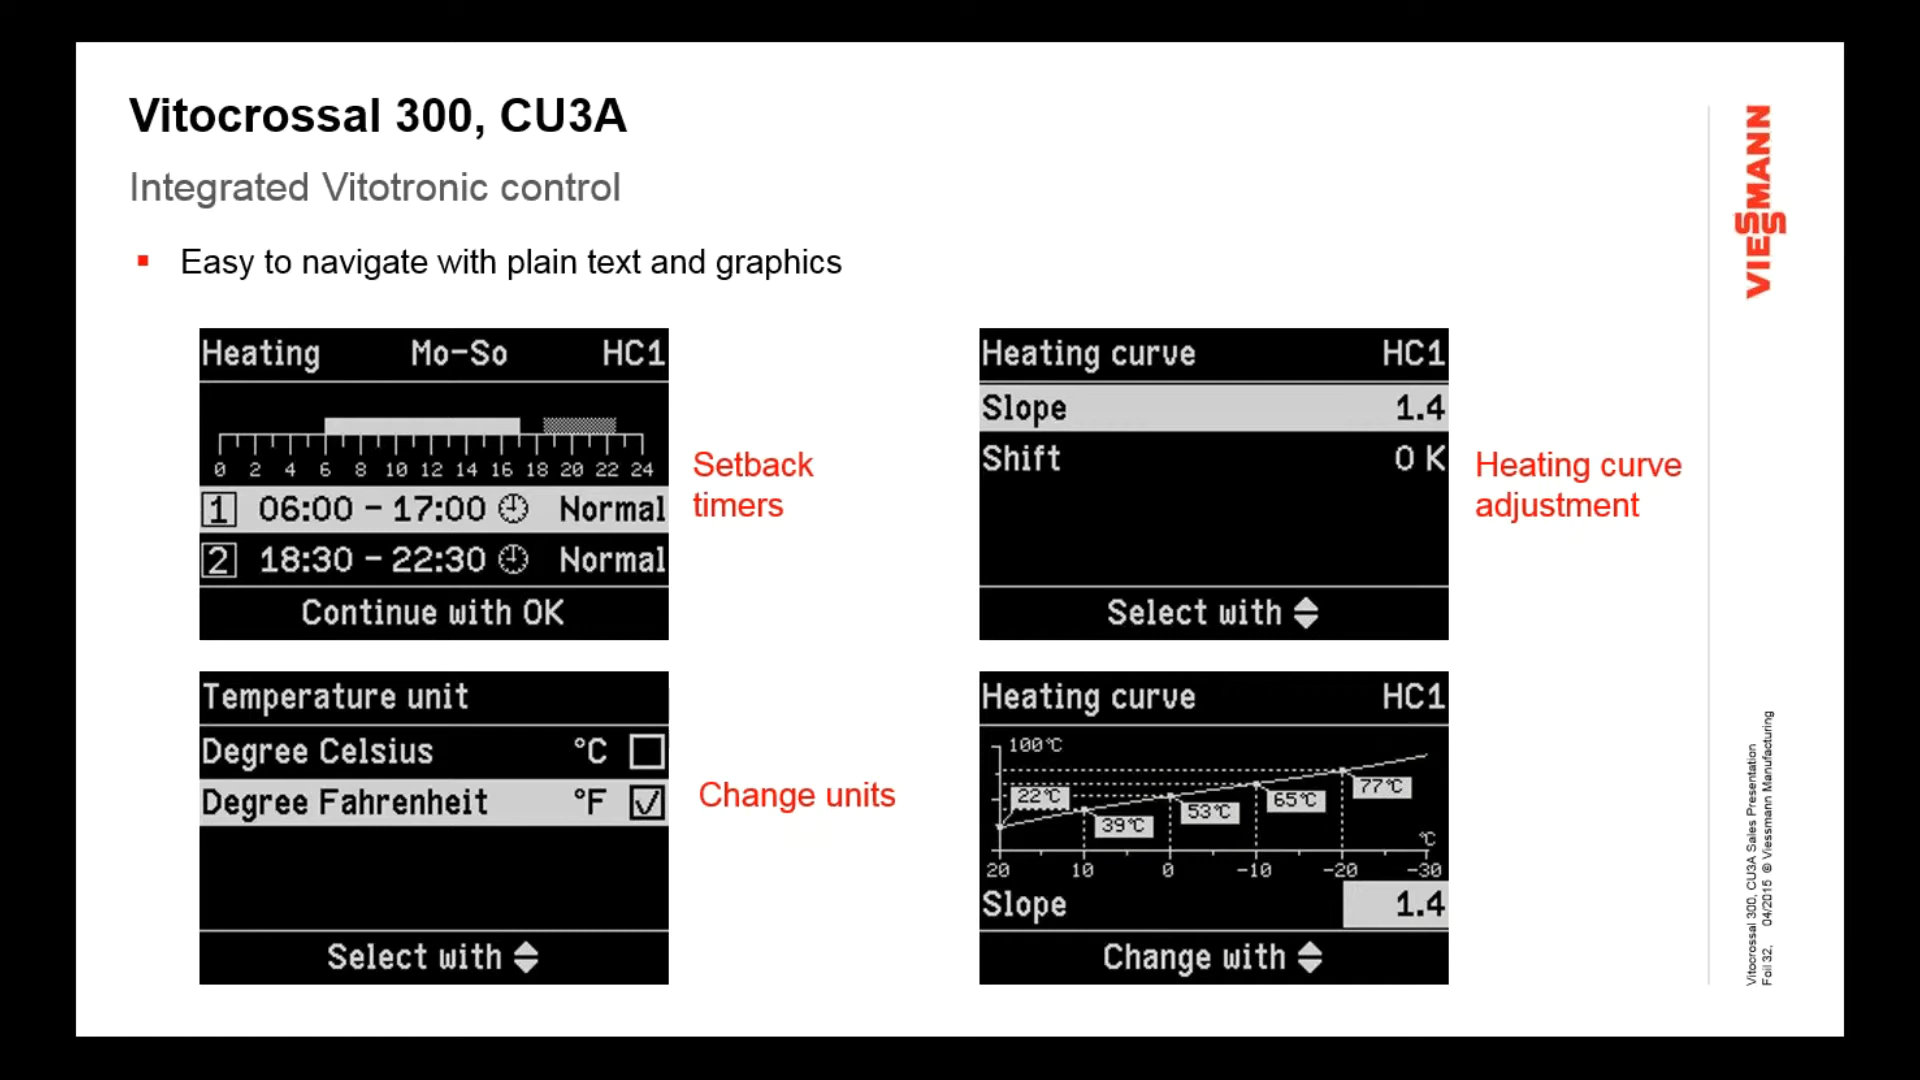 Vitocrossal 300, CU3A
Integrated Vitotronic control
Easy to navigate with plain text and graphics
Heating Mo-So HC1
0 2 4 6 8 10 12 14 16 18 20 22 24
1 06:00 - 17:00 Normal
2 18:30 - 22:30 Normal
Continue with OK
Setback
timers
Heating curve HC1
Slope 1.4
Shift 0 K
Select with
Heating curve
adjustment
Temperature unit
Degree Celsius °C
Degree Fahrenheit °F
Select with
Change units
Heating curve HC1
100°C
22°C 39°C 53°C 65°C 77°C
°C
20 10 0 -10 -20 -30
Slope 1.4
Change with
VIESSMANN
Vitocrossal 300, CU3A Sales Presentation
Foil 32, 04/2015 © Viessmann Manufacturing